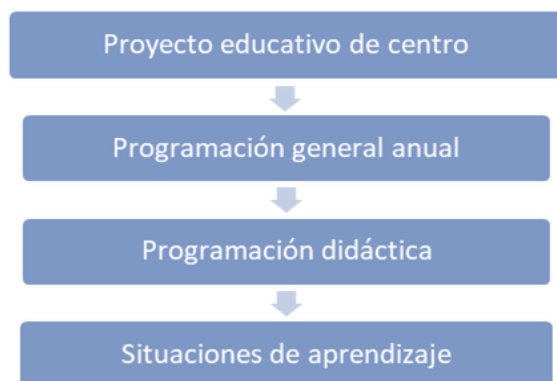 Proyecto educativo de centro
Programación general anual
Programación didáctica
Situaciones de aprendizaje